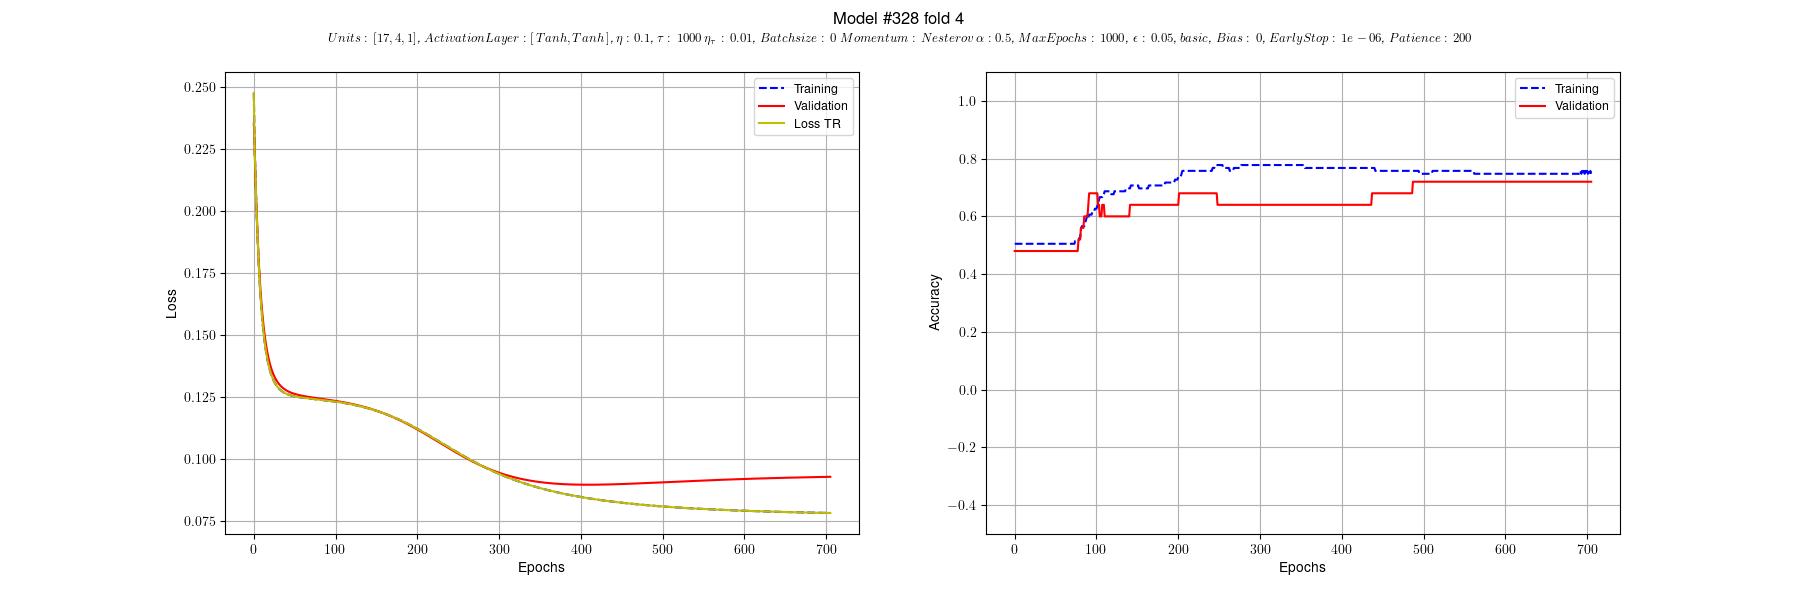 Model #328 fold 4
Units : [17, 4, 1], ActivationLayer : [Tanh, Tanh], η : 0.1, τ : 1000 η_τ : 0.01, Batchsize : 0 Momentum : Nesterov α : 0.5, MaxEpochs : 1000, ϵ : 0.05, basic, Bias : 0, EarlyStop : 1e − 06, Patience : 200
0.250
0.225
0.200
0.175
0.150
0.125
0.100
0.075
Loss
0 100 200 300 400 500 600 700
Epochs
Training
Validation
Loss TR
1.0
0.8
0.6
0.4
0.2
0.0
−0.2
−0.4
Accuracy
0 100 200 300 400 500 600 700
Epochs
Training
Validation